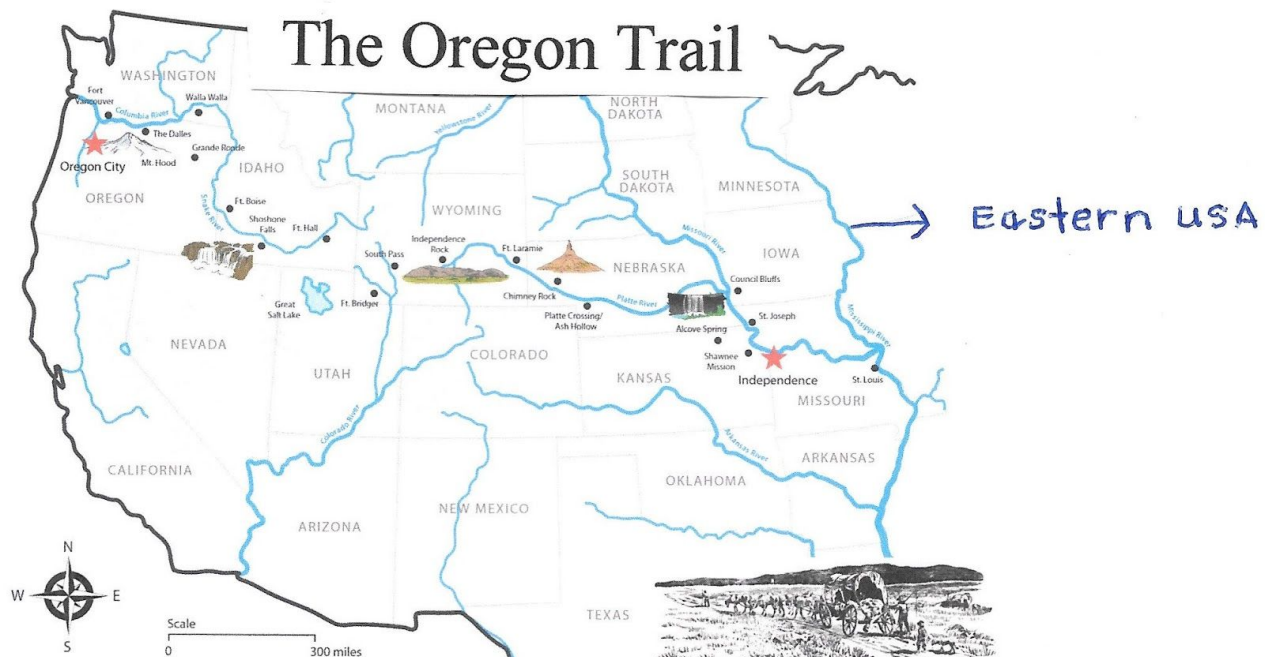 The Oregon Trail
WASHINGTON
Fort
Vancouver
Columbia River
Walla Walla
The Dalles
Mt. Hood
Oregon City
Grande Ronde
OREGON
IDAHO
MONTANA
Yellowstone River
NORTH
DAKOTA
SOUTH
DAKOTA
MINNESOTA
Eastern USA
WYOMING
Snake River
Ft. Boise
Shoshone
Falls
Ft. Hall
South Pass
Independence
Rock
Ft. Laramie
Chimney Rock
NEBRASKA
Missouri River
IOWA
Council Bluffs
Great
Salt Lake
Ft. Bridger
Platte Crossing/
Ash Hollow
Platte River
Alcove Spring
St. Joseph
Mississippi River
NEVADA
UTAH
COLORADO
KANSAS
Shawnee
Mission
Independence
St. Louis
MISSOURI
Colorado River
Arkansas River
CALIFORNIA
ARIZONA
NEW MEXICO
OKLAHOMA
ARKANSAS
TEXAS
N
W
E
S
Scale
0
300 miles